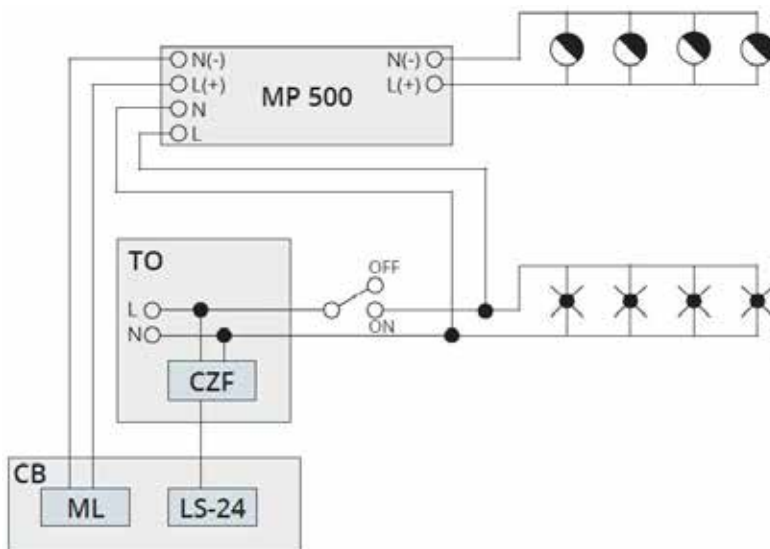 N(-)
L(+)
N
L
MP 500
N(-)
L(+)
TO
OFF
L
ON
N
CZF
CB
ML
LS-24